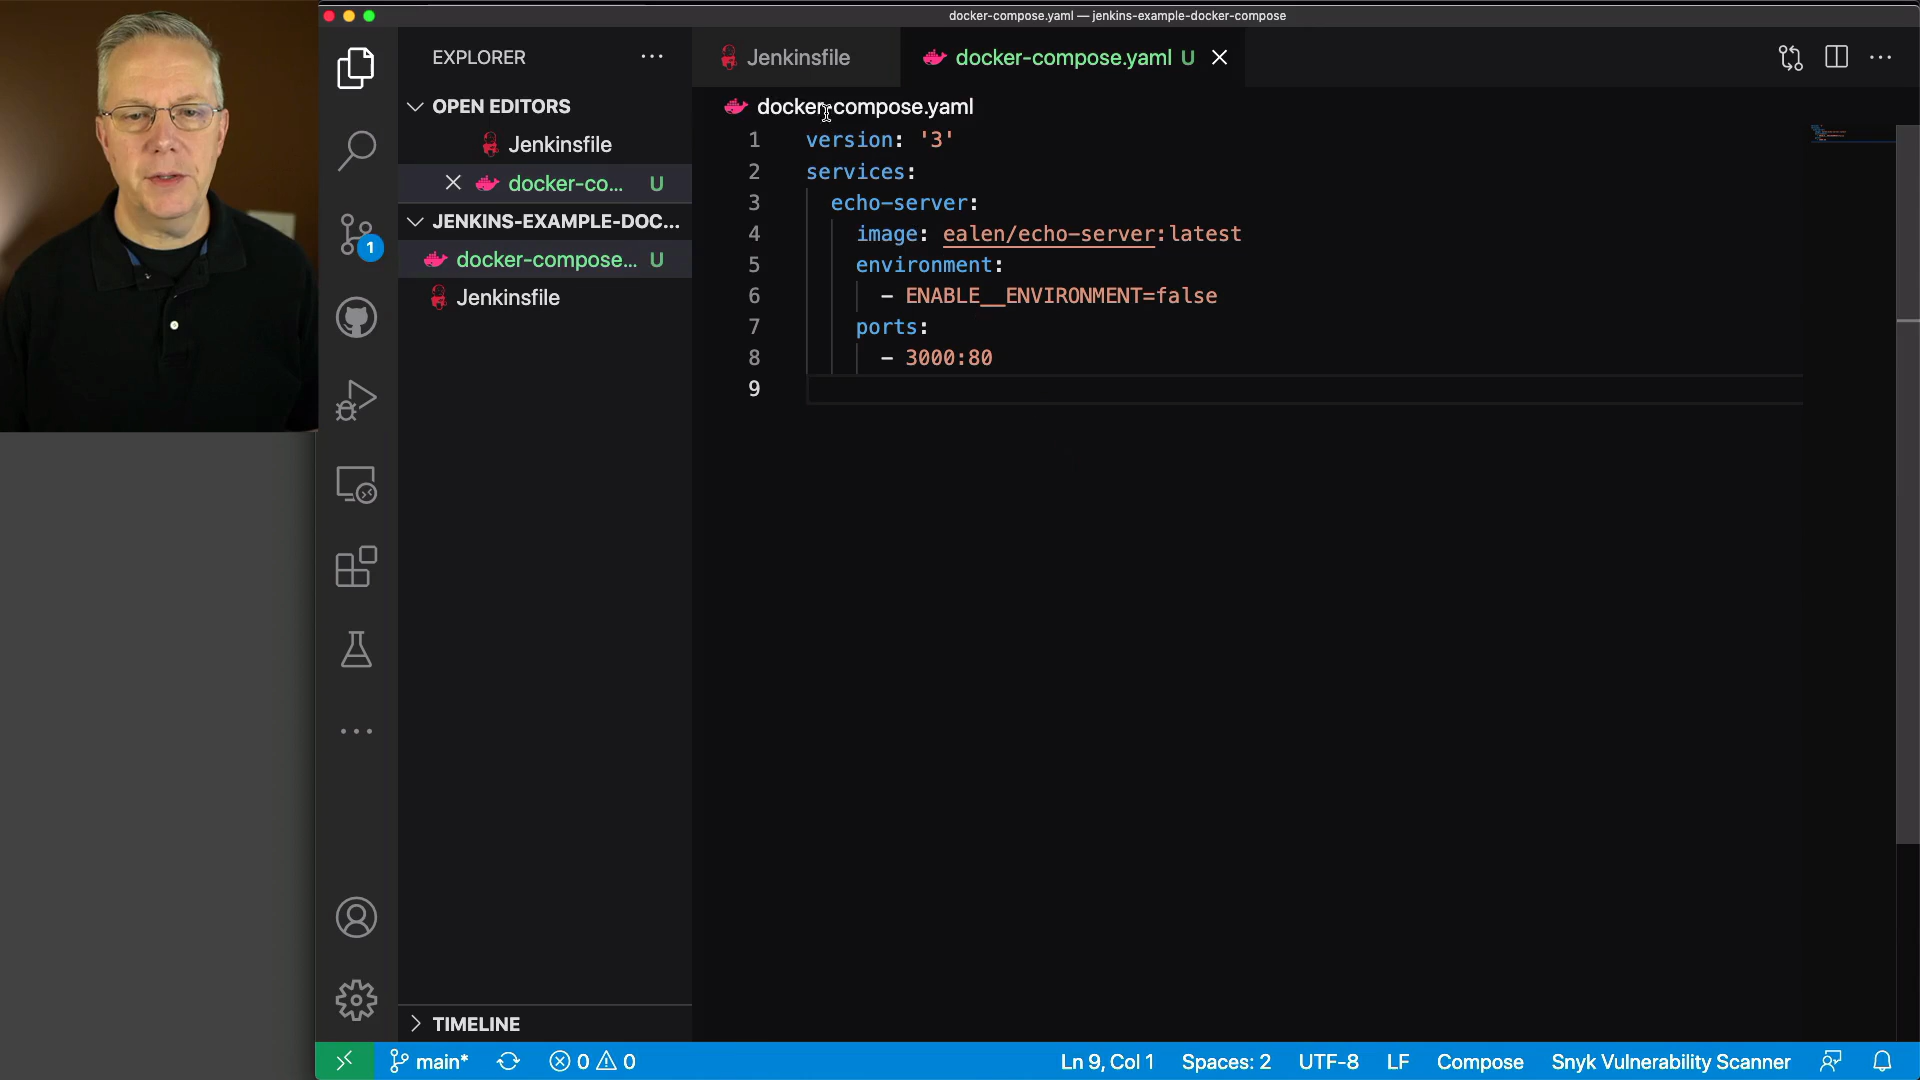 docker-compose.yaml — jenkins-example-docker-compose
EXPLORER
OPEN EDITORS
Jenkinsfile
docker-co... U
JENKINS-EXAMPLE-DOC...
docker-compose... U
Jenkinsfile
TIMELINE
Jenkinsfile
docker-compose.yaml U
docker-compose.yaml
1 version: '3'
2 services:
3 echo-server:
4 image: ealen/echo-server:latest
5 environment:
6 - ENABLE__ENVIRONMENT=false
7 ports:
8 - 3000:80
9
1
main*
0
0
Ln 9, Col 1
Spaces: 2
UTF-8
LF
Compose
Snyk Vulnerability Scanner